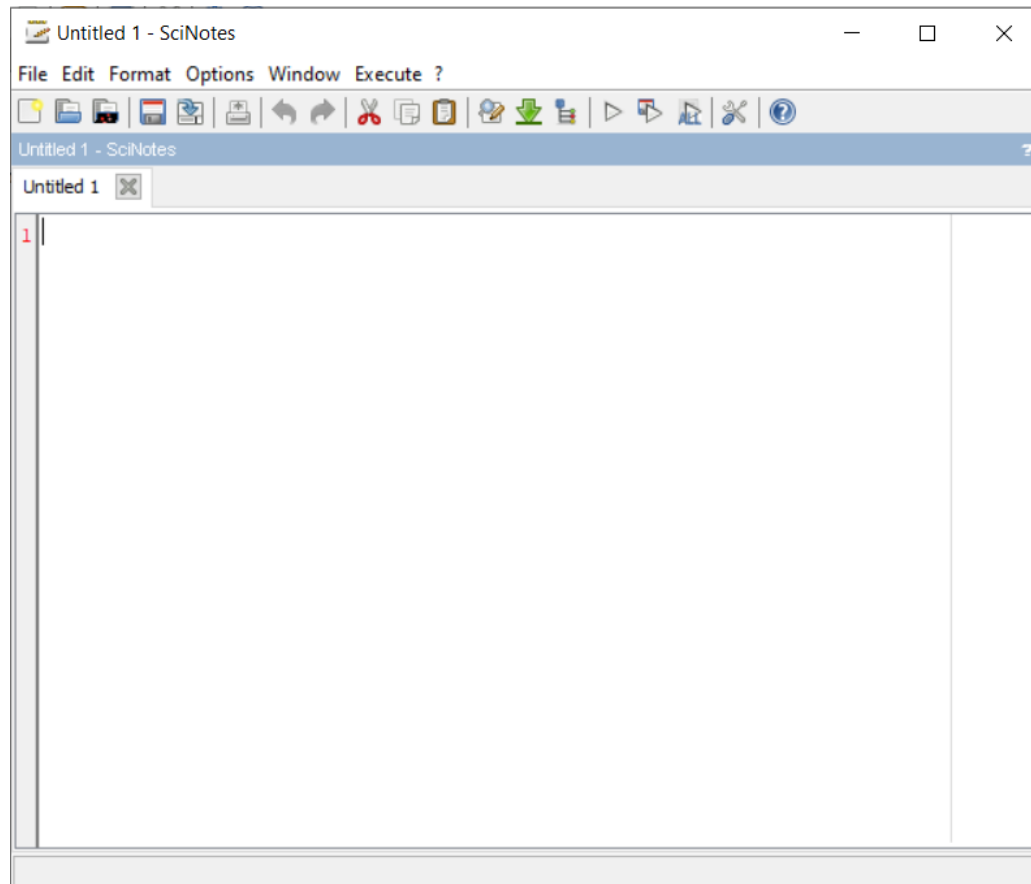 Untitled 1 - SciNotes
File Edit Format Options Window Execute ?
Untitled 1 - SciNotes ?
Untitled 1
1